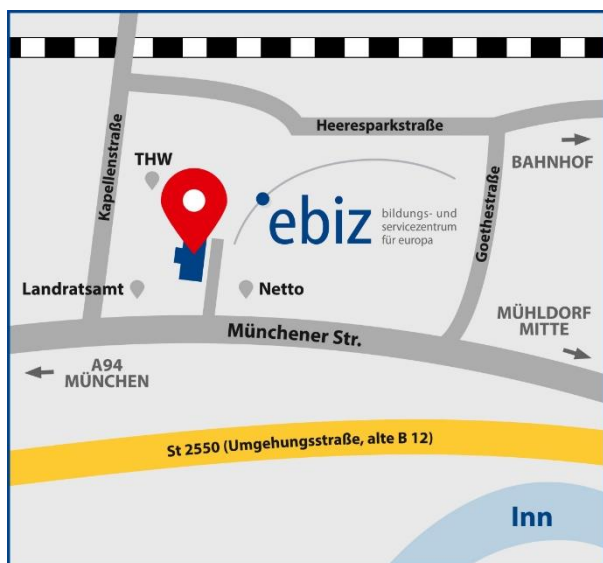 Heeresparkstraße
BAHNHOF
THW
Kapellenstraße
ebiz
bildungs- und
servicezentrum
für europa
Goethestraße
Landratsamt
Netto
Münchener Str.
MÜHLDORF
MITTE
A94
MÜNCHEN
St 2550 (Umgehungsstraße, alte B 12)
Inn